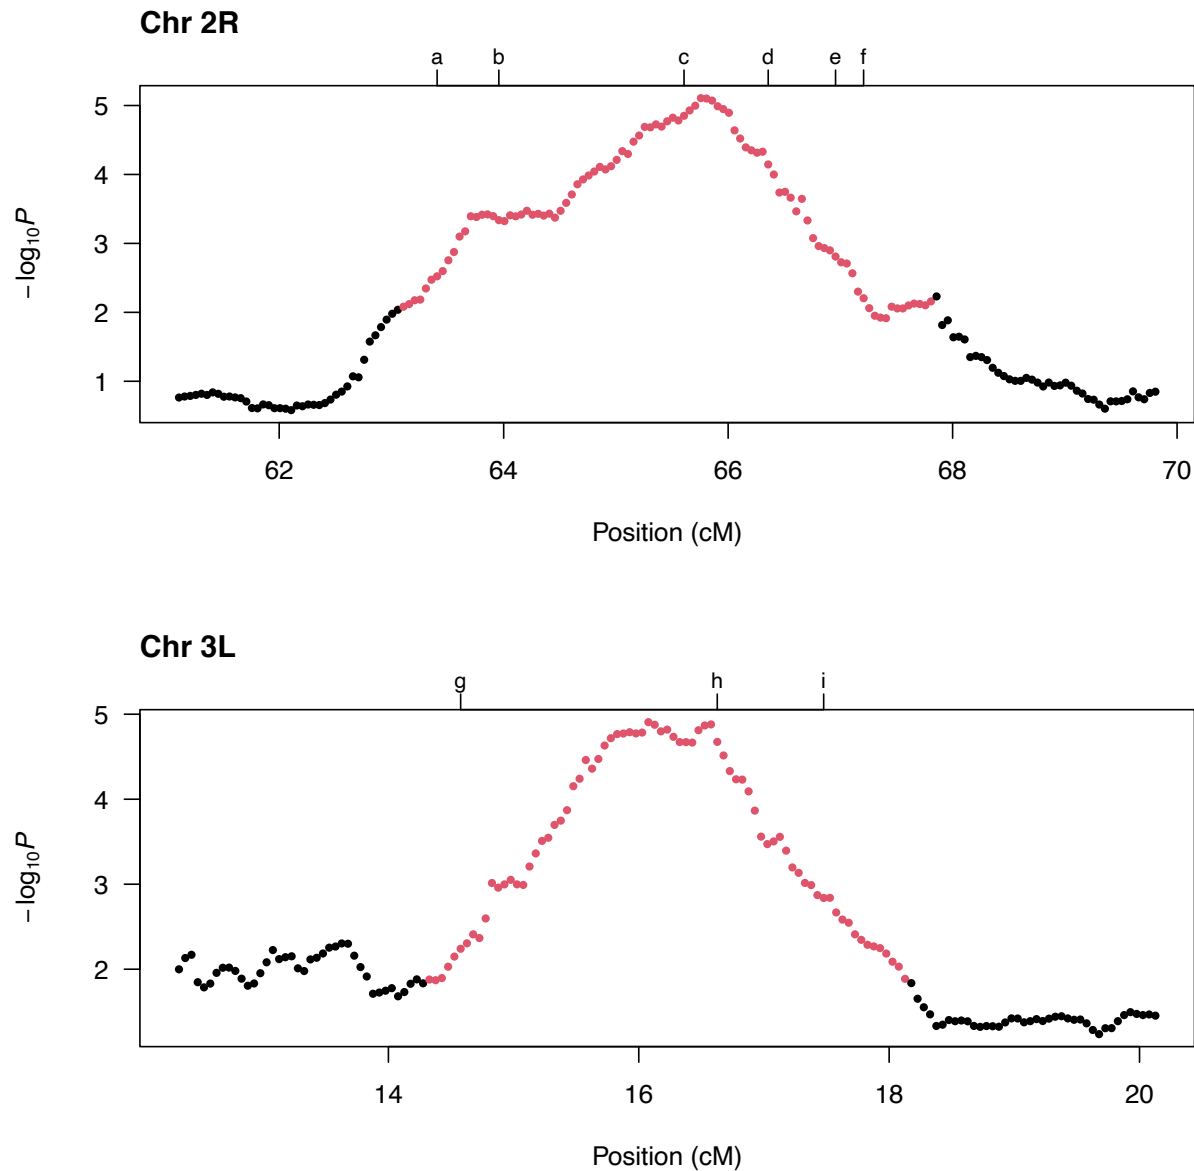 Chr 2R
a b c d e f
5
4
3
2
1
−log10P
62 64 66 68 70
Position (cM)
Chr 3L
g h i
5
4
3
2
−log10P
14 16 18 20
Position (cM)